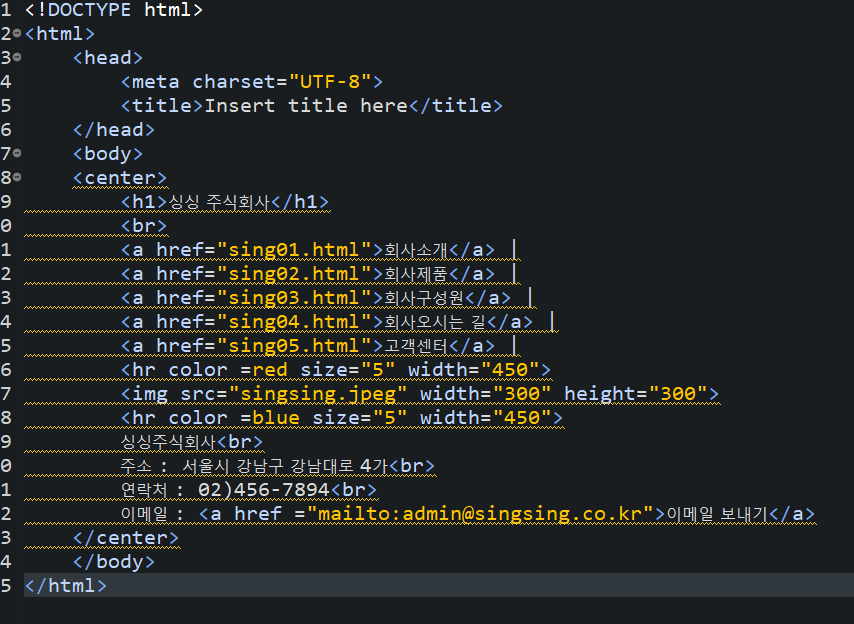 1 <!DOCTYPE html>
2 <html>
3     <head>
4         <meta charset="UTF-8">
5         <title>Insert title here</title>
6     </head>
7     <body>
8     <center>
9         <h1>싱싱 주식회사</h1>
0         <br>
1         <a href="sing01.html">회사소개</a> |
2         <a href="sing02.html">회사제품</a> |
3         <a href="sing03.html">회사구성원</a> |
4         <a href="sing04.html">회사오시는 길</a> |
5         <a href="sing05.html">고객센터</a> |
6         <hr color =red size="5" width="450">
7         <img src="singsing.jpeg" width="300" height="300">
8         <hr color =blue size="5" width="450">
9         싱싱주식회사<br>
0         주소 : 서울시 강남구 강남대로 4가<br>
1         연락처 : 02)456-7894<br>
2         이메일 : <a href ="mailto:admin@singsing.co.kr">이메일 보내기</a>
3     </center>
4     </body>
5 </html>